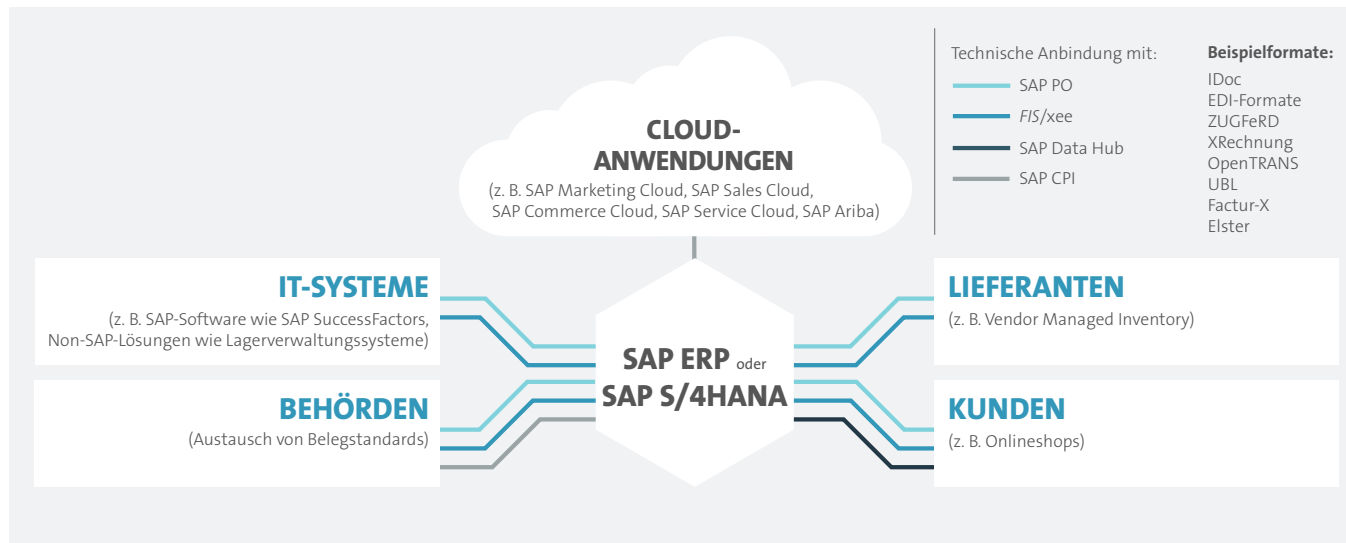 CLOUD-
ANWENDUNGEN
(z. B. SAP Marketing Cloud, SAP Sales Cloud,
SAP Commerce Cloud, SAP Service Cloud, SAP Ariba)
Technische Anbindung mit:
SAP PO
FIS/xee
SAP Data Hub
SAP CPI
Beispielformate:
IDoc
EDI-Formate
ZUGFeRD
XRechnung
OpenTRANS
UBL
Factur-X
Elster
IT-SYSTEME
(z. B. SAP-Software wie SAP SuccessFactors,
Non-SAP-Lösungen wie Lagerverwaltungssysteme)
BEHÖRDEN
(Austausch von Belegstandards)
SAP ERP oder
SAP S/4HANA
LIEFERANTEN
(z. B. Vendor Managed Inventory)
KUNDEN
(z. B. Onlineshops)